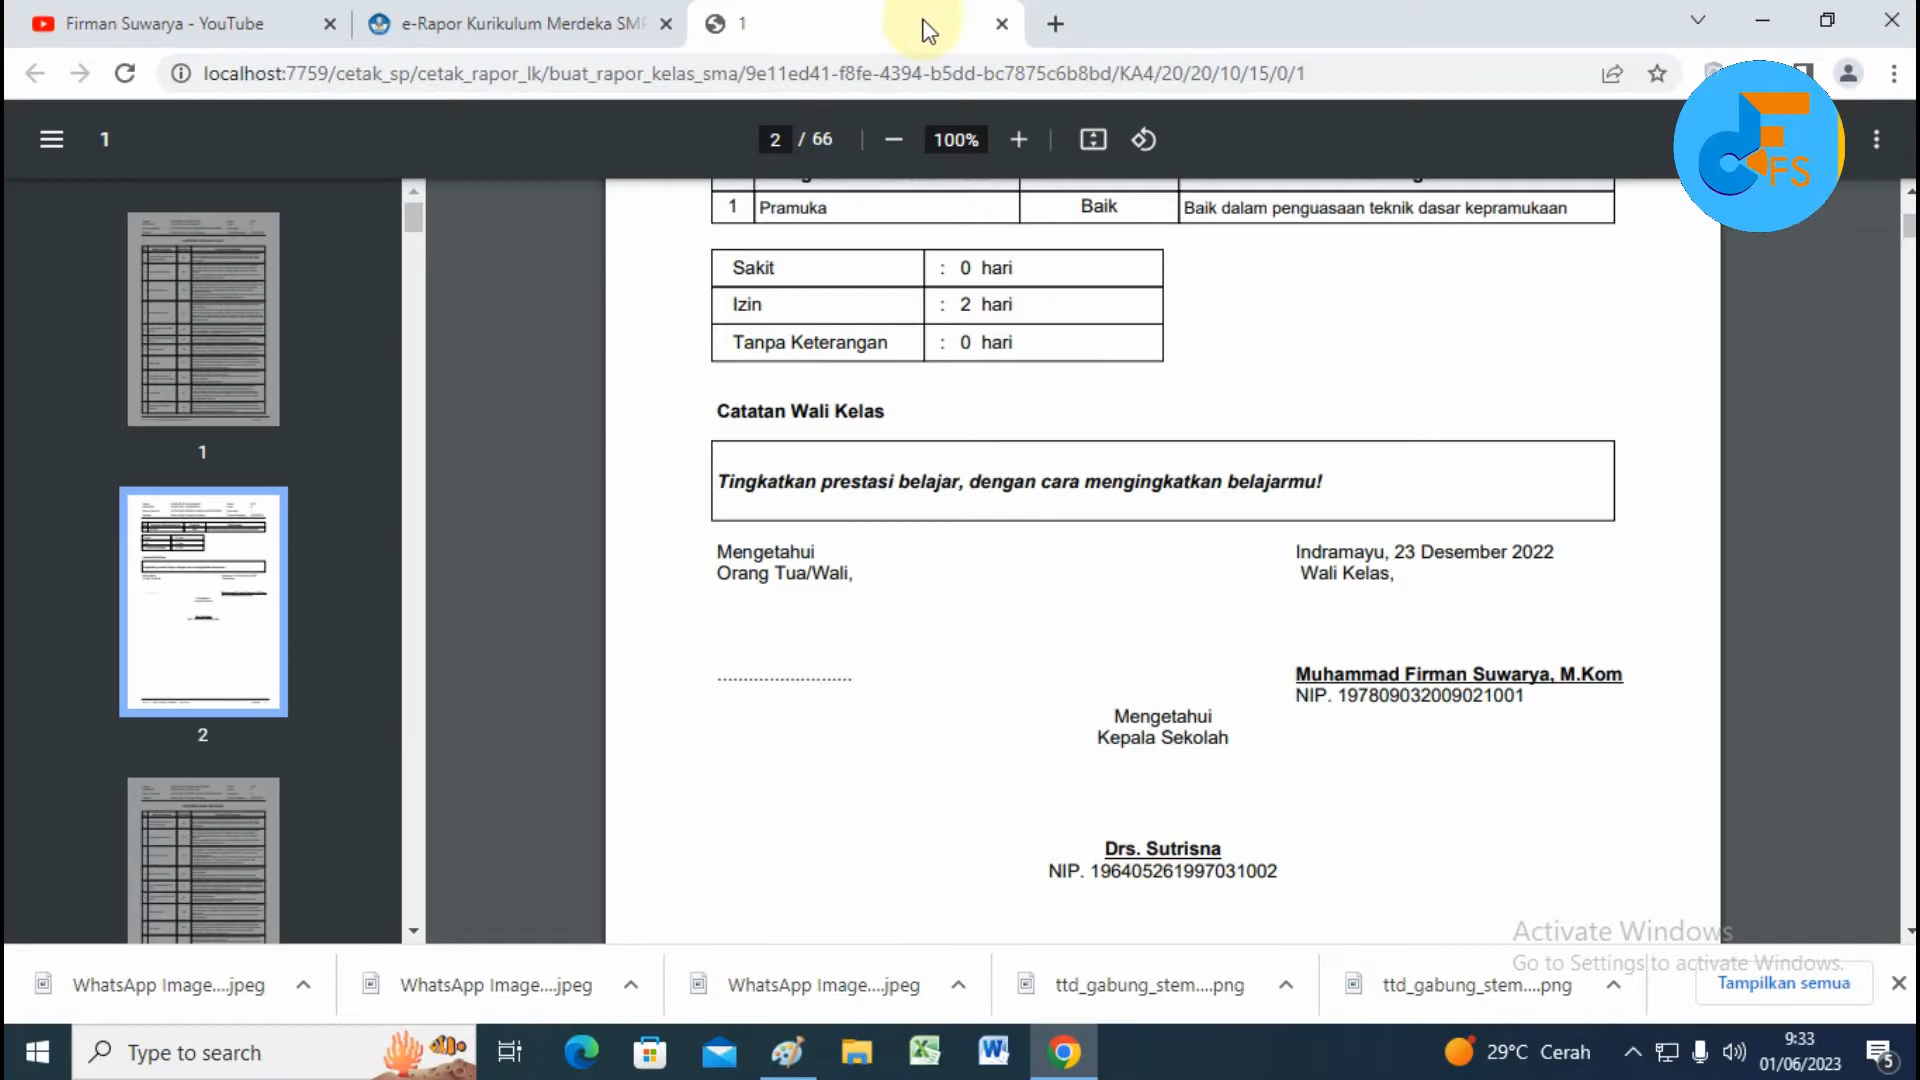 Firman Suwarya - YouTube
e-Rapor Kurikulum Merdeka SM
1
localhost:7759/cetak_sp/cetak_rapor_lk/buat_rapor_kelas_sma/9e11ed41-f8fe-4394-b5dd-bc7875c6b8bd/KA4/20/20/10/15/0/1
1
2 / 66
100%
FS
1 Pramuka Baik Baik dalam penguasaan teknik dasar kepramukaan
Sakit : 0 hari
Izin : 2 hari
Tanpa Keterangan : 0 hari
Catatan Wali Kelas
Tingkatkan prestasi belajar, dengan cara mengingkatkan belajarmu!
Mengetahui
Orang Tua/Wali,
Indramayu, 23 Desember 2022
Wali Kelas,
..........................
Muhammad Firman Suwarya, M.Kom
NIP. 197809032009021001
Mengetahui
Kepala Sekolah
Drs. Sutrisna
NIP. 196405261997031002
1
2
Activate Windows
Go to Settings to activate Windows.
WhatsApp Image....jpeg
WhatsApp Image....jpeg
WhatsApp Image....jpeg
ttd_gabung_stem....png
ttd_gabung_stem....png
Tampilkan semua
Type to search
29°C Cerah
9:33
01/06/2023
5